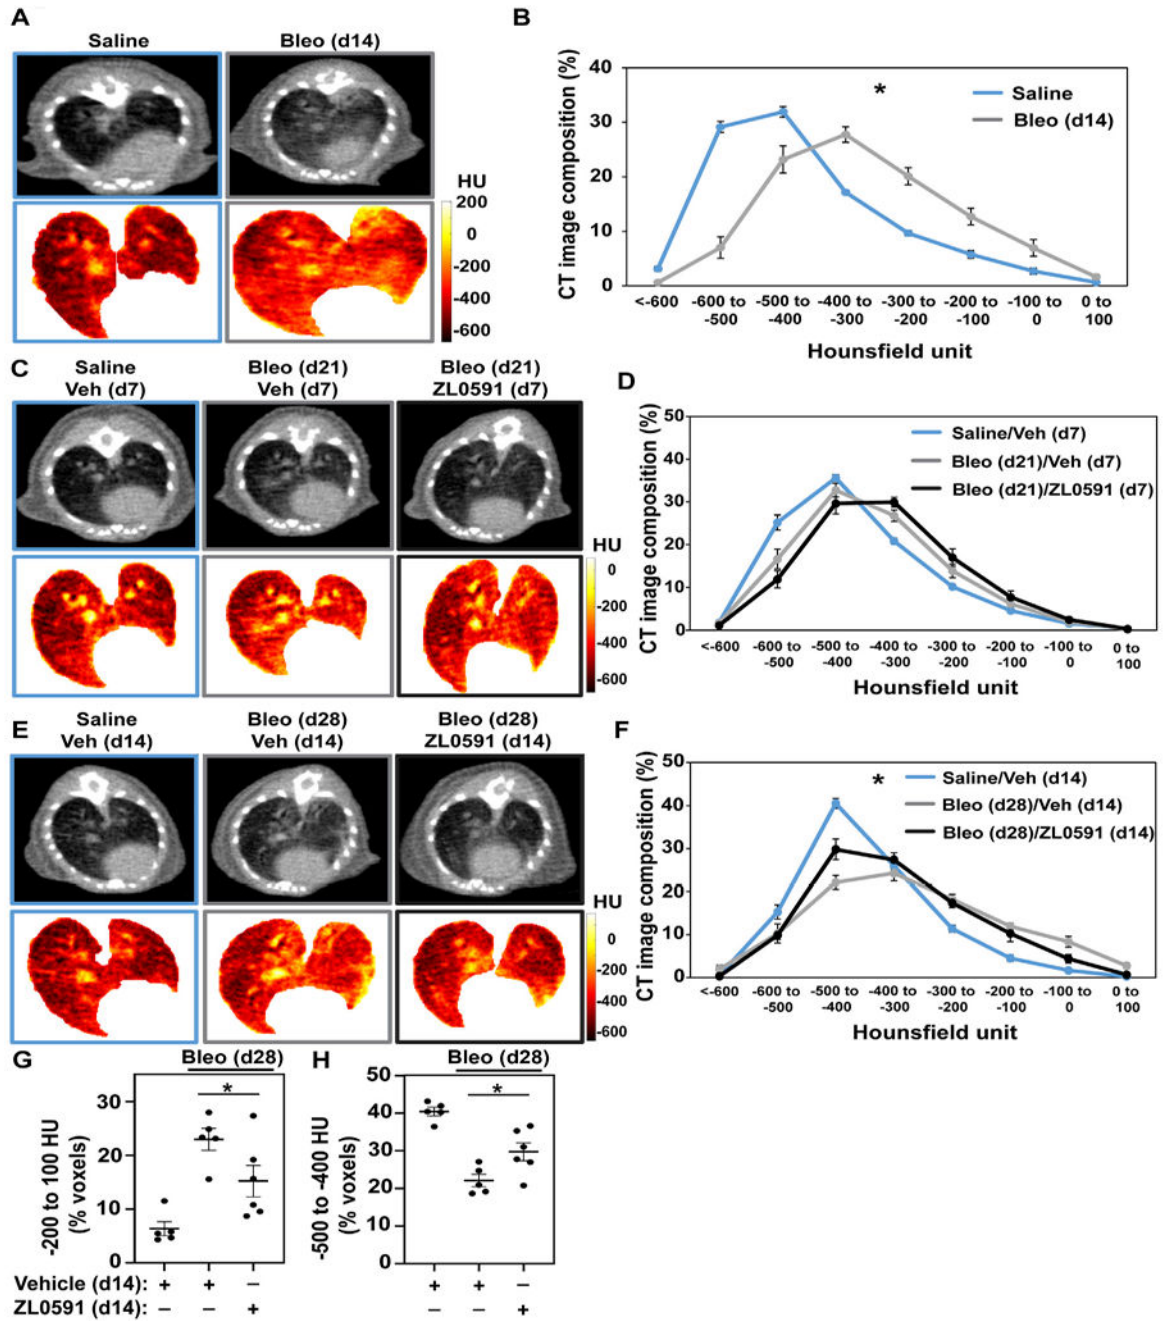 A
Saline
Bleo (d14)
HU
200
0
-200
-400
-600
B
CT image composition (%)
40
30
20
10
0
*
Saline
Bleo (d14)
<-600
-600 to -500
-500 to -400
-400 to -300
-300 to -200
-200 to -100
-100 to 0
0 to 100
Hounsfield unit
C
Saline
Veh (d7)
Bleo (d21)
Veh (d7)
Bleo (d21)
ZL0591 (d7)
HU
0
-200
-400
-600
D
CT image composition (%)
50
40
30
20
10
0
Saline/Veh (d7)
Bleo (d21)/Veh (d7)
Bleo (d21)/ZL0591 (d7)
<-600
-600 to -500
-500 to -400
-400 to -300
-300 to -200
-200 to -100
-100 to 0
0 to 100
Hounsfield unit
E
Saline
Veh (d14)
Bleo (d28)
Veh (d14)
Bleo (d28)
ZL0591 (d14)
HU
0
-200
-400
-600
F
CT image composition (%)
50
40
30
20
10
0
*
Saline/Veh (d14)
Bleo (d28)/Veh (d14)
Bleo (d28)/ZL0591 (d14)
<-600
-600 to -500
-500 to -400
-400 to -300
-300 to -200
-200 to -100
-100 to 0
0 to 100
Hounsfield unit
G
Bleo (d28)
*
-200 to 100 HU
(% voxels)
30
20
10
0
H
Bleo (d28)
*
-500 to -400 HU
(% voxels)
50
40
30
20
10
0
Vehicle (d14): + + − + + −
ZL0591 (d14): − − + − − +